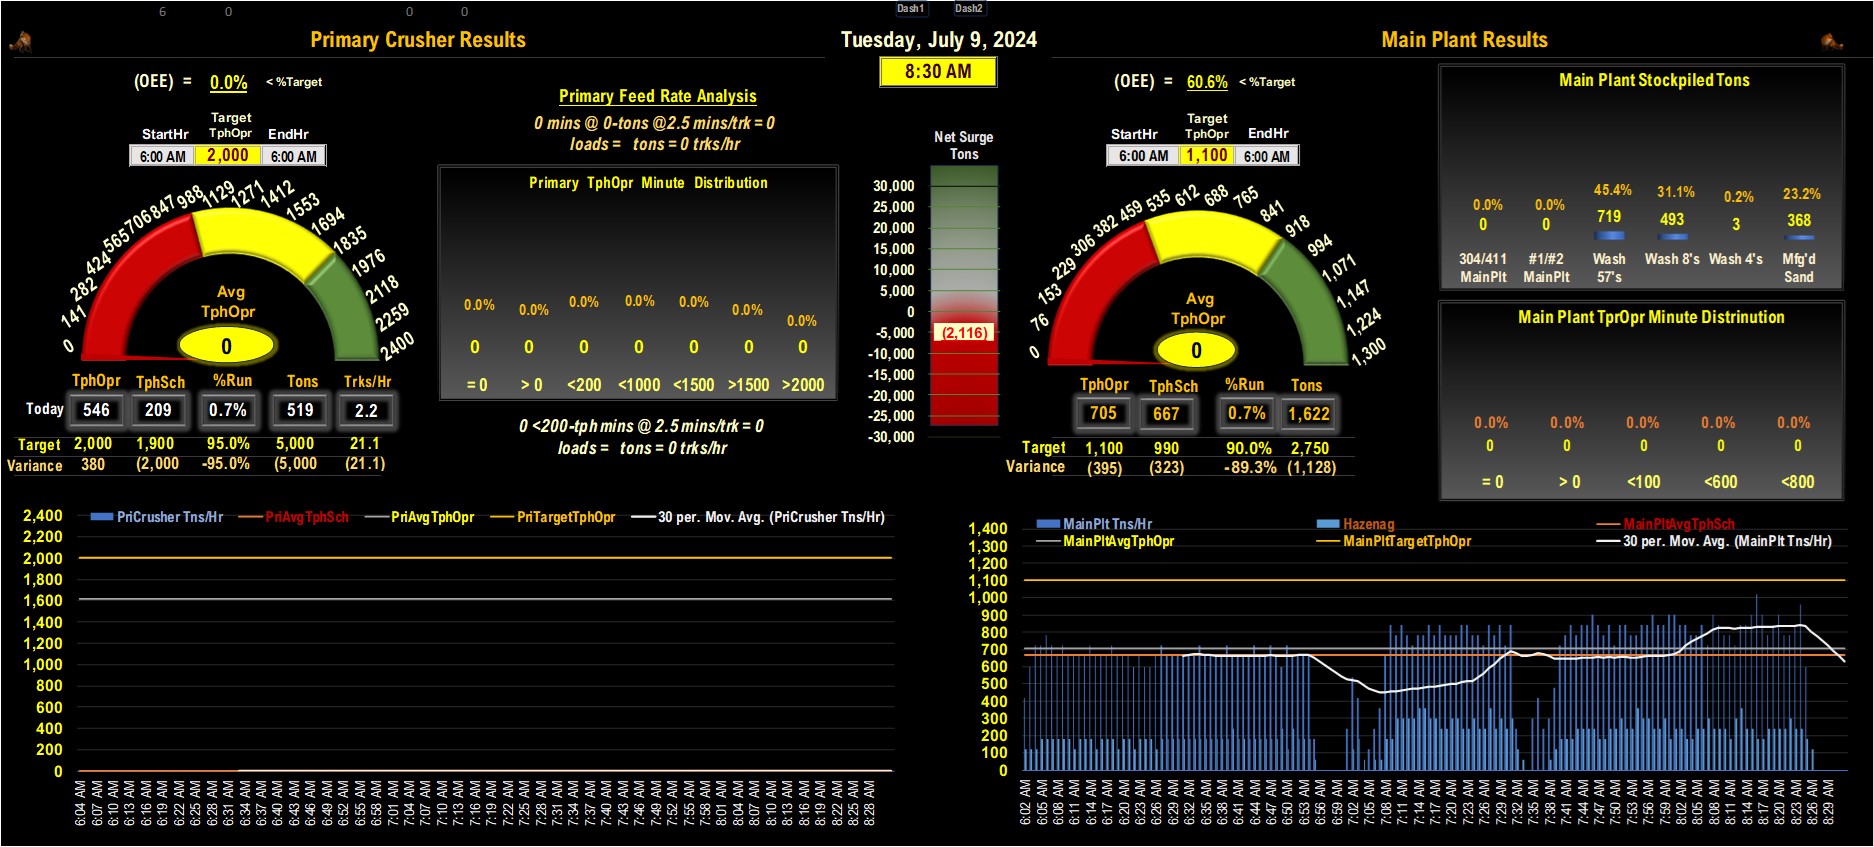 6 0 0 0
Dash1 Dash2
Primary Crusher Results
Tuesday, July 9, 2024
Main Plant Results
8:30 AM
(OEE) = 0.0% < %Target
Target
StartHr TphOpr EndHr
6:00 AM 2,000 6:00 AM
0 141 282 424 565 706 847 988 1129 1271 1412 1553 1694 1835 1976 2118 2259 2400
Avg
TphOpr
0
TphOpr TphSch %Run Tons Trks/Hr
Today 546 209 0.7% 519 2.2
Target 2,000 1,900 95.0% 5,000 21.1
Variance 380 (2,000 -95.0% (5,000 (21.1)
Primary Feed Rate Analysis
0 mins @ 0-tons @2.5 mins/trk = 0
loads = tons = 0 trks/hr
Primary TphOpr Minute Distribution
0.0% 0.0% 0.0% 0.0% 0.0% 0.0% 0.0%
0 0 0 0 0 0 0
= 0 > 0 <200 <1000 <1500 >1500 >2000
0 <200-tph mins @ 2.5 mins/trk = 0
loads = tons = 0 trks/hr
Net Surge
Tons
30,000
25,000
20,000
15,000
10,000
5,000
0
-5,000
(2,116)
-10,000
-15,000
-20,000
-25,000
-30,000
(OEE) = 60.6% < %Target
Target
StartHr TphOpr EndHr
6:00 AM 1,100 6:00 AM
0 76 153 229 306 382 459 535 612 688 765 841 918 994 1,071 1,147 1,224 1,300
Avg
TphOpr
0
TphOpr TphSch %Run Tons
705 667 0.7% 1,622
Target 1,100 990 90.0% 2,750
Variance (395) (323) -89.3% (1,128)
Main Plant Stockpiled Tons
0.0% 0.0% 45.4% 31.1% 0.2% 23.2%
0 0 719 493 3 368
304/411 #1/#2 Wash Wash 8's Wash 4's Mfg'd
MainPlt MainPlt 57's Sand
Main Plant TprOpr Minute Distrinution
0.0% 0.0% 0.0% 0.0% 0.0%
0 0 0 0 0
= 0 > 0 <100 <600 <800
PriCrusher Tns/Hr PriAvgTphSch PriAvgTphOpr PriTargetTphOpr 30 per. Mov. Avg. (PriCrusher Tns/Hr)
2,400
2,200
2,000
1,800
1,600
1,400
1,200
1,000
800
600
400
200
0
6:04 AM 6:07 AM 6:10 AM 6:13 AM 6:16 AM 6:19 AM 6:22 AM 6:25 AM 6:28 AM 6:31 AM 6:34 AM 6:37 AM 6:40 AM 6:43 AM 6:46 AM 6:49 AM 6:52 AM 6:55 AM 6:58 AM 7:01 AM 7:04 AM 7:07 AM 7:10 AM 7:13 AM 7:16 AM 7:19 AM 7:22 AM 7:25 AM 7:28 AM 7:31 AM 7:34 AM 7:37 AM 7:40 AM 7:43 AM 7:46 AM 7:49 AM 7:52 AM 7:55 AM 7:58 AM 8:01 AM 8:04 AM 8:07 AM 8:10 AM 8:13 AM 8:16 AM 8:19 AM 8:22 AM 8:25 AM 8:28 AM
MainPlt Tns/Hr Hazenag MainPltAvgTphSch
MainPltAvgTphOpr MainPltTargetTphOpr 30 per. Mov. Avg. (MainPlt Tns/Hr)
1,400
1,300
1,200
1,100
1,000
900
800
700
600
500
400
300
200
100
0
6:02 AM 6:05 AM 6:08 AM 6:11 AM 6:14 AM 6:17 AM 6:20 AM 6:23 AM 6:26 AM 6:29 AM 6:32 AM 6:35 AM 6:38 AM 6:41 AM 6:44 AM 6:47 AM 6:50 AM 6:53 AM 6:56 AM 6:59 AM 7:02 AM 7:05 AM 7:08 AM 7:11 AM 7:14 AM 7:17 AM 7:20 AM 7:23 AM 7:26 AM 7:29 AM 7:32 AM 7:35 AM 7:38 AM 7:41 AM 7:44 AM 7:47 AM 7:50 AM 7:53 AM 7:56 AM 7:59 AM 8:02 AM 8:05 AM 8:08 AM 8:11 AM 8:14 AM 8:17 AM 8:20 AM 8:23 AM 8:26 AM 8:29 AM